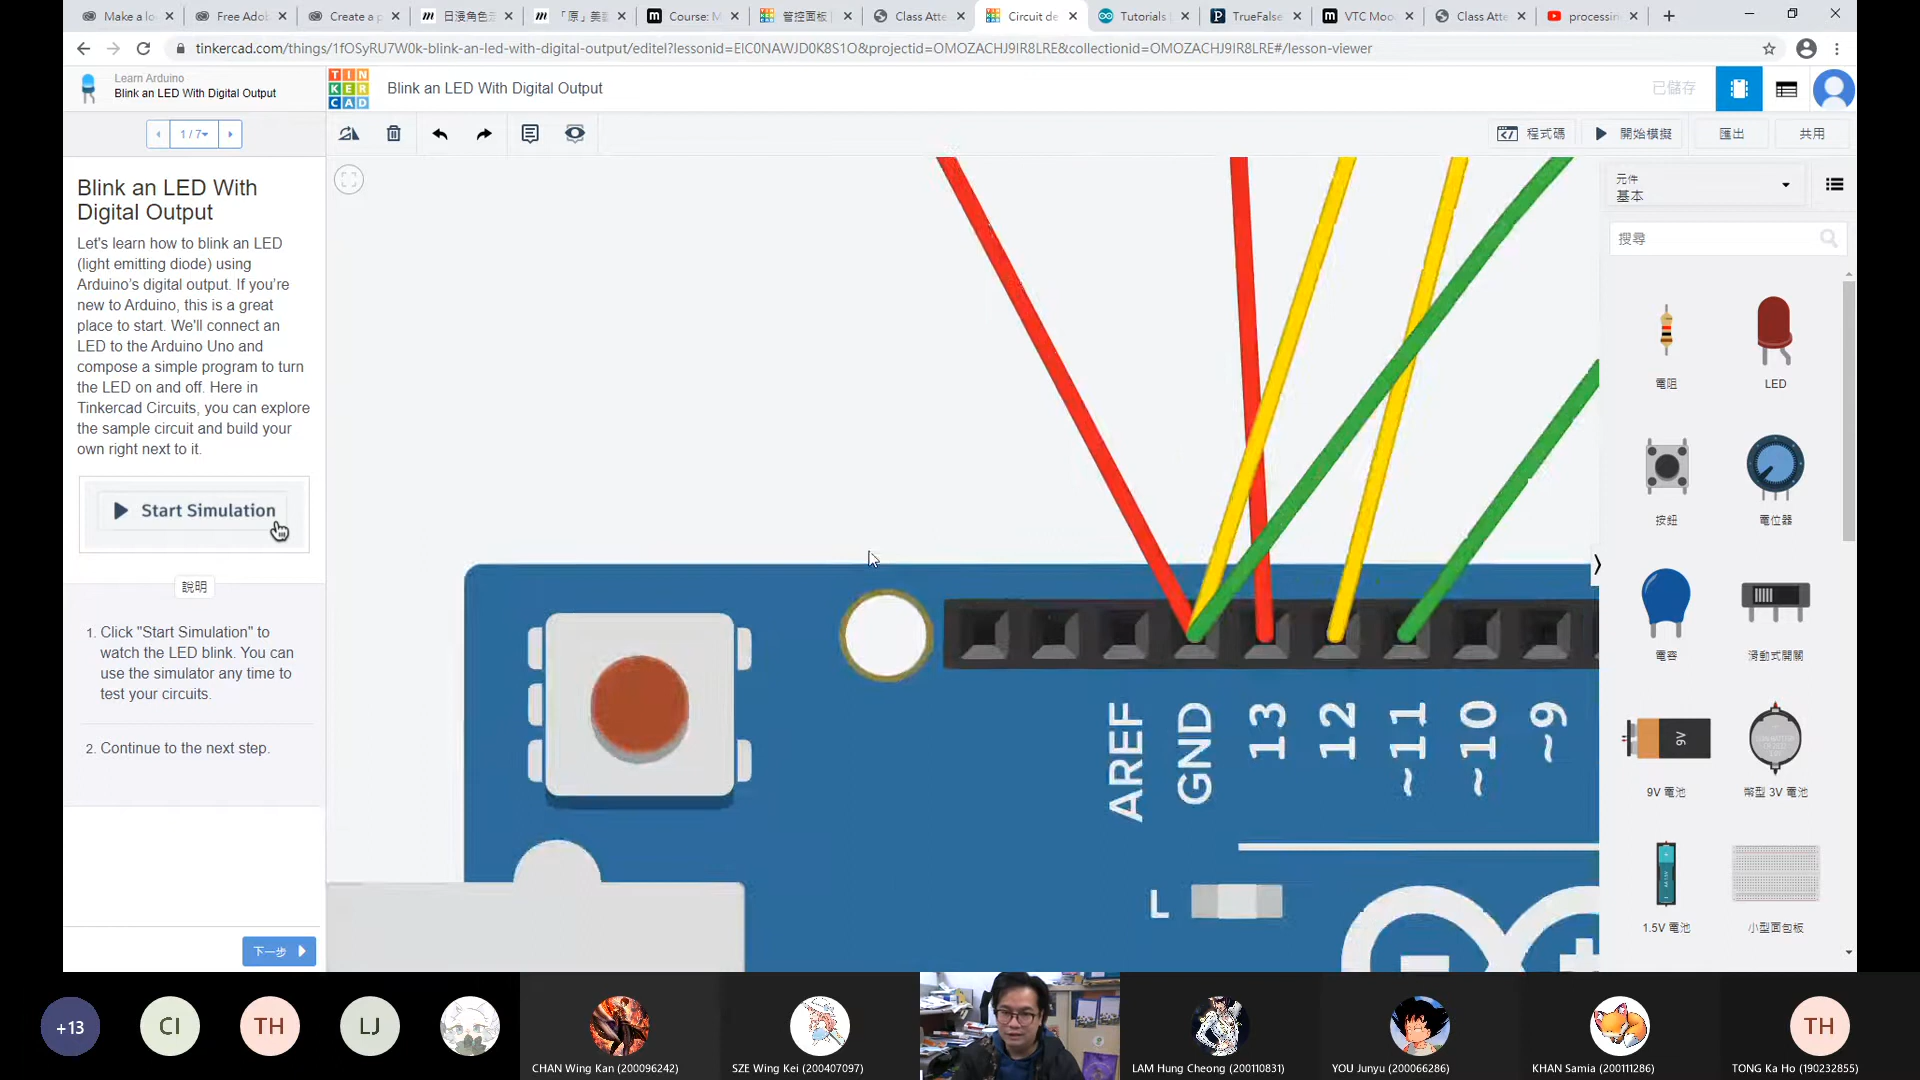 Make a lo
Free Adob
Create a p
日漫角色示
「原」美誤
Course: M
管控面板 |
Class Atte
Circuit de
Tutorials
TrueFalse
VTC Moo
Class Atte
processin
tinkercad.com/things/1fOSyRU7W0k-blink-an-led-with-digital-output/editel?lessonid=EIC0NAWJD0K8S1O&projectid=OMOZACHJ9IR8LRE&collectionid=OMOZACHJ9IR8LRE#/lesson-viewer
Learn Arduino
Blink an LED With Digital Output
TIN
KER
CAD
Blink an LED With Digital Output
已儲存
1 / 7
程式碼
開始模擬
匯出
共用
Blink an LED With
Digital Output
Let's learn how to blink an LED
(light emitting diode) using
Arduino's digital output. If you're
new to Arduino, this is a great
place to start. We'll connect an
LED to the Arduino Uno and
compose a simple program to turn
the LED on and off. Here in
Tinkercad Circuits, you can explore
the sample circuit and build your
own right next to it.
Start Simulation
說明
1. Click "Start Simulation" to
watch the LED blink. You can
use the simulator any time to
test your circuits.
2. Continue to the next step.
下一步
AREF
GND
13
12
~11
~10
~9
L
元件
基本
搜尋
電阻
LED
按鈕
電位器
電容
滑動式開關
9V
9V 電池
幣型 3V 電池
1.5V 電池
小型面包板
+13
CI
TH
LJ
TH
CHAN Wing Kan (200096242)
SZE Wing Kei (200407097)
LAM Hung Cheong (200110831)
YOU Junyu (200066286)
KHAN Samia (200111286)
TONG Ka Ho (190232855)